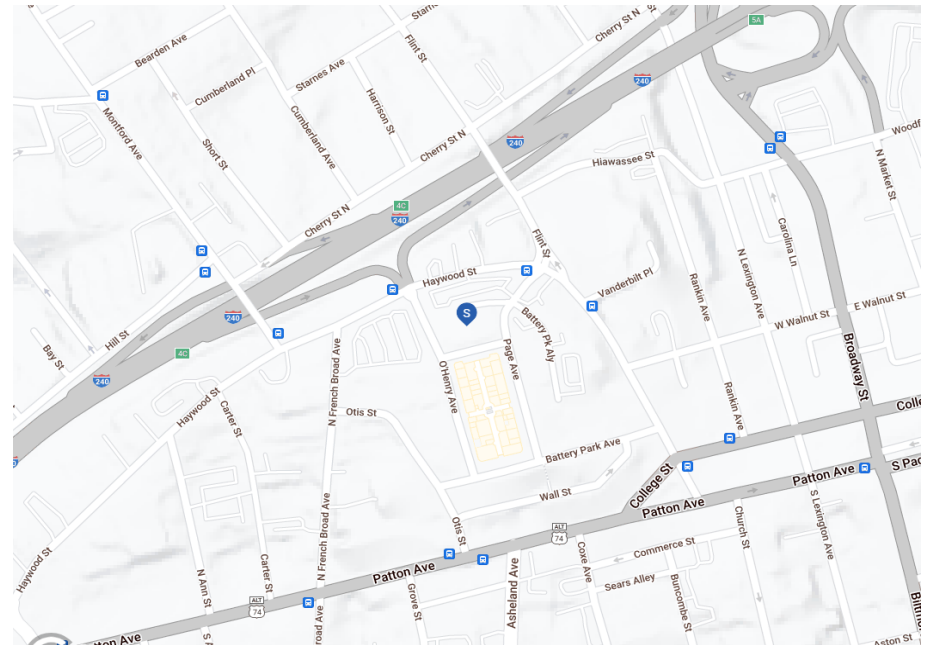 5A
Bearden Ave
Flint St
Cherry St N
Starnes Ave
Cumberland Pl
240
Harrison St
Montford Ave
Cumberland Ave
Short St
Cherry St N
240
Hiawassee St
N Market St
4C
240
Cherry St N
Flint St
Carolina Ln
N Lexington Ave
Haywood St
Vanderbilt Pl
Rankin Ave
E Walnut St
S
240
W Walnut St
Hill St
Battery Pk Aly
Bay St
4C
Page Ave
Broadway St
240
N French Broad Ave
O'Henry Ave
Haywood St
Rankin Ave
Carter St
Otis St
Battery Park Ave
College St
Wall St
Patton Ave
Patton Ave
Otis St
ALT
74
Church St
S Lexington Ave
Commerce St
Haywood St
N French Broad Ave
Patton Ave
Coxe Ave
N Ann St
Carter St
Asheland Ave
Sears Alley
Buncombe St
ALT
74
Grove St